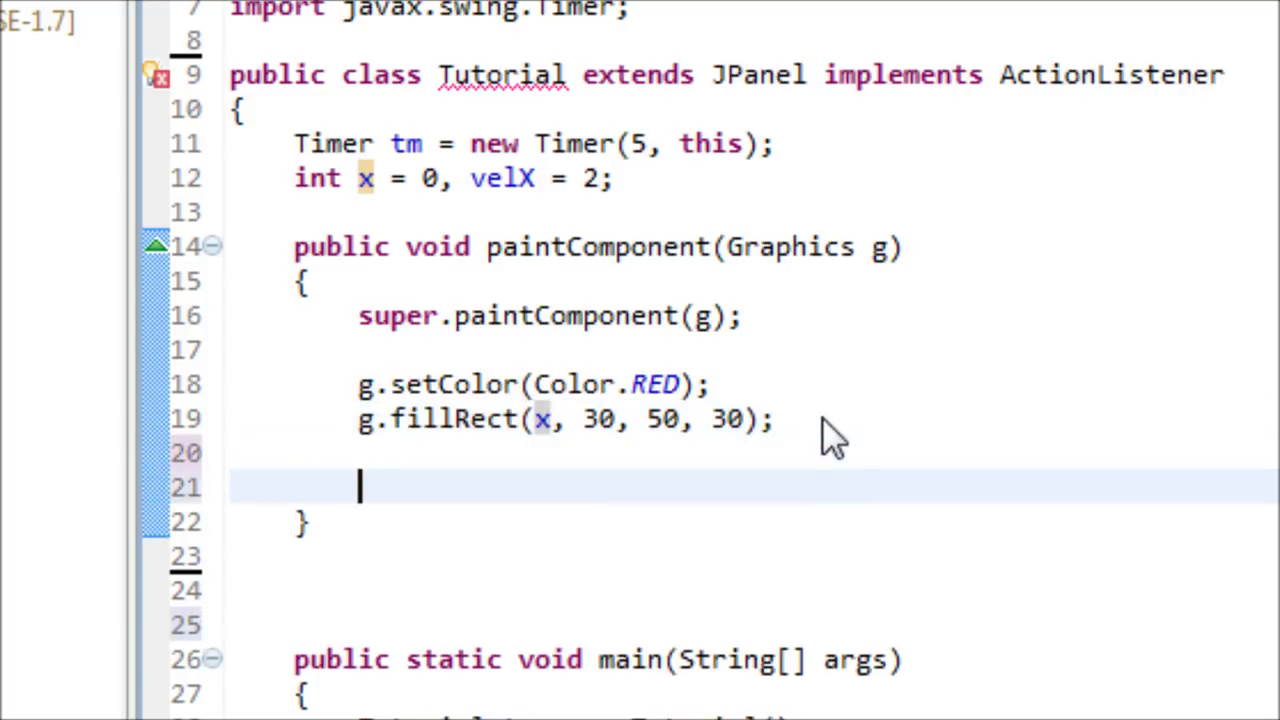 SE-1.7]
7 import javax.swing.Timer;
8
9 public class Tutorial extends JPanel implements ActionListener
10 {
11 Timer tm = new Timer(5, this);
12 int x = 0, velX = 2;
13
14 public void paintComponent(Graphics g)
15 {
16 super.paintComponent(g);
17
18 g.setColor(Color.RED);
19 g.fillRect(x, 30, 50, 30);
20
21
22 }
23
24
25
26 public static void main(String[] args)
27 {